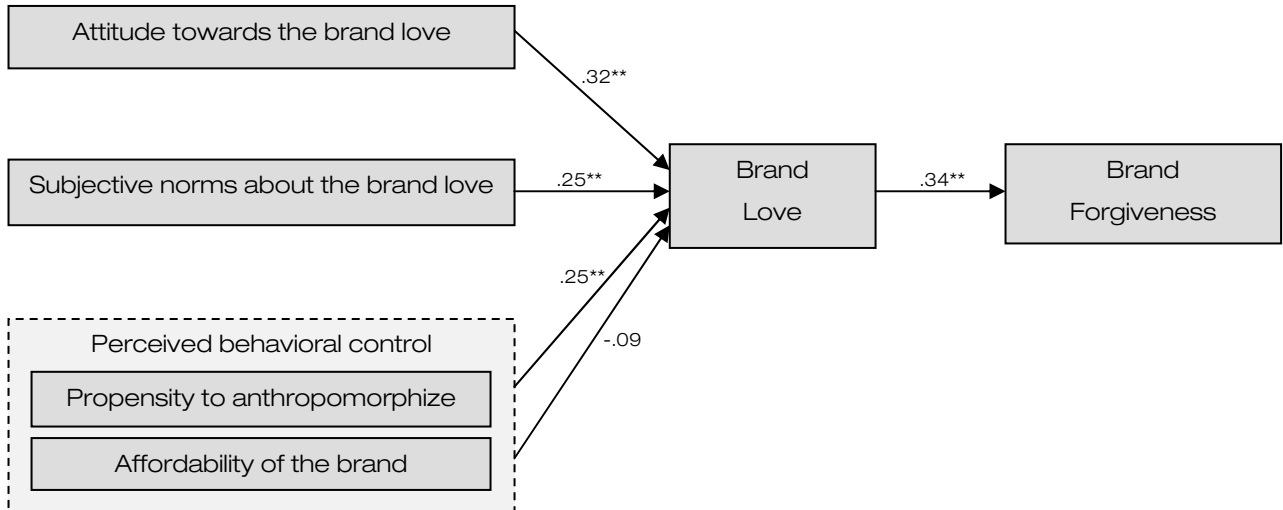 Attitude towards the brand love
.32**
Subjective norms about the brand love
.25**
Brand
Love
.34**
Brand
Forgiveness
.25**
-.09
Perceived behavioral control
Propensity to anthropomorphize
Affordability of the brand